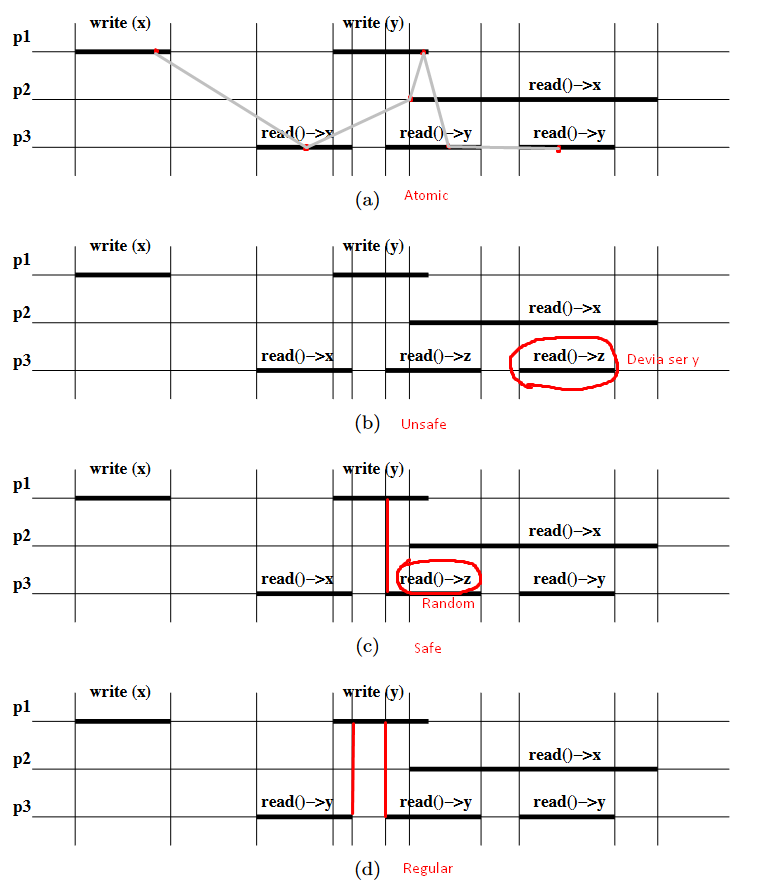 write (x) write (y)
p1
p2 read()->x
p3 read()->x read()->y read()->y
(a) Atomic
write (x) write (y)
p1
p2 read()->x
p3 read()->x read()->z read()->z Devia ser y
(b) Unsafe
write (x) write (y)
p1
p2 read()->x
p3 read()->x read()->z read()->y
Random
(c) Safe
write (x) write (y)
p1
p2 read()->x
p3 read()->y read()->y read()->y
(d) Regular